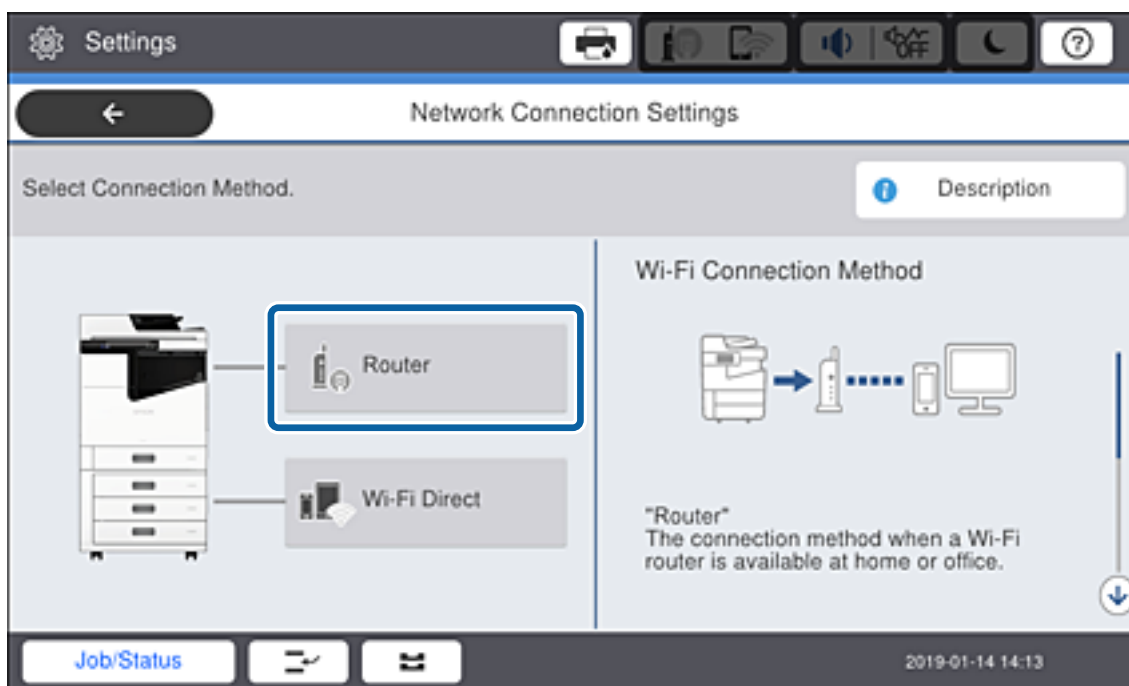 Settings
OFF
Network Connection Settings
Select Connection Method.
Description
Wi-Fi Connection Method
Router
Wi-Fi Direct
"Router"
The connection method when a Wi-Fi
router is available at home or office.
Job/Status
2019-01-14 14:13